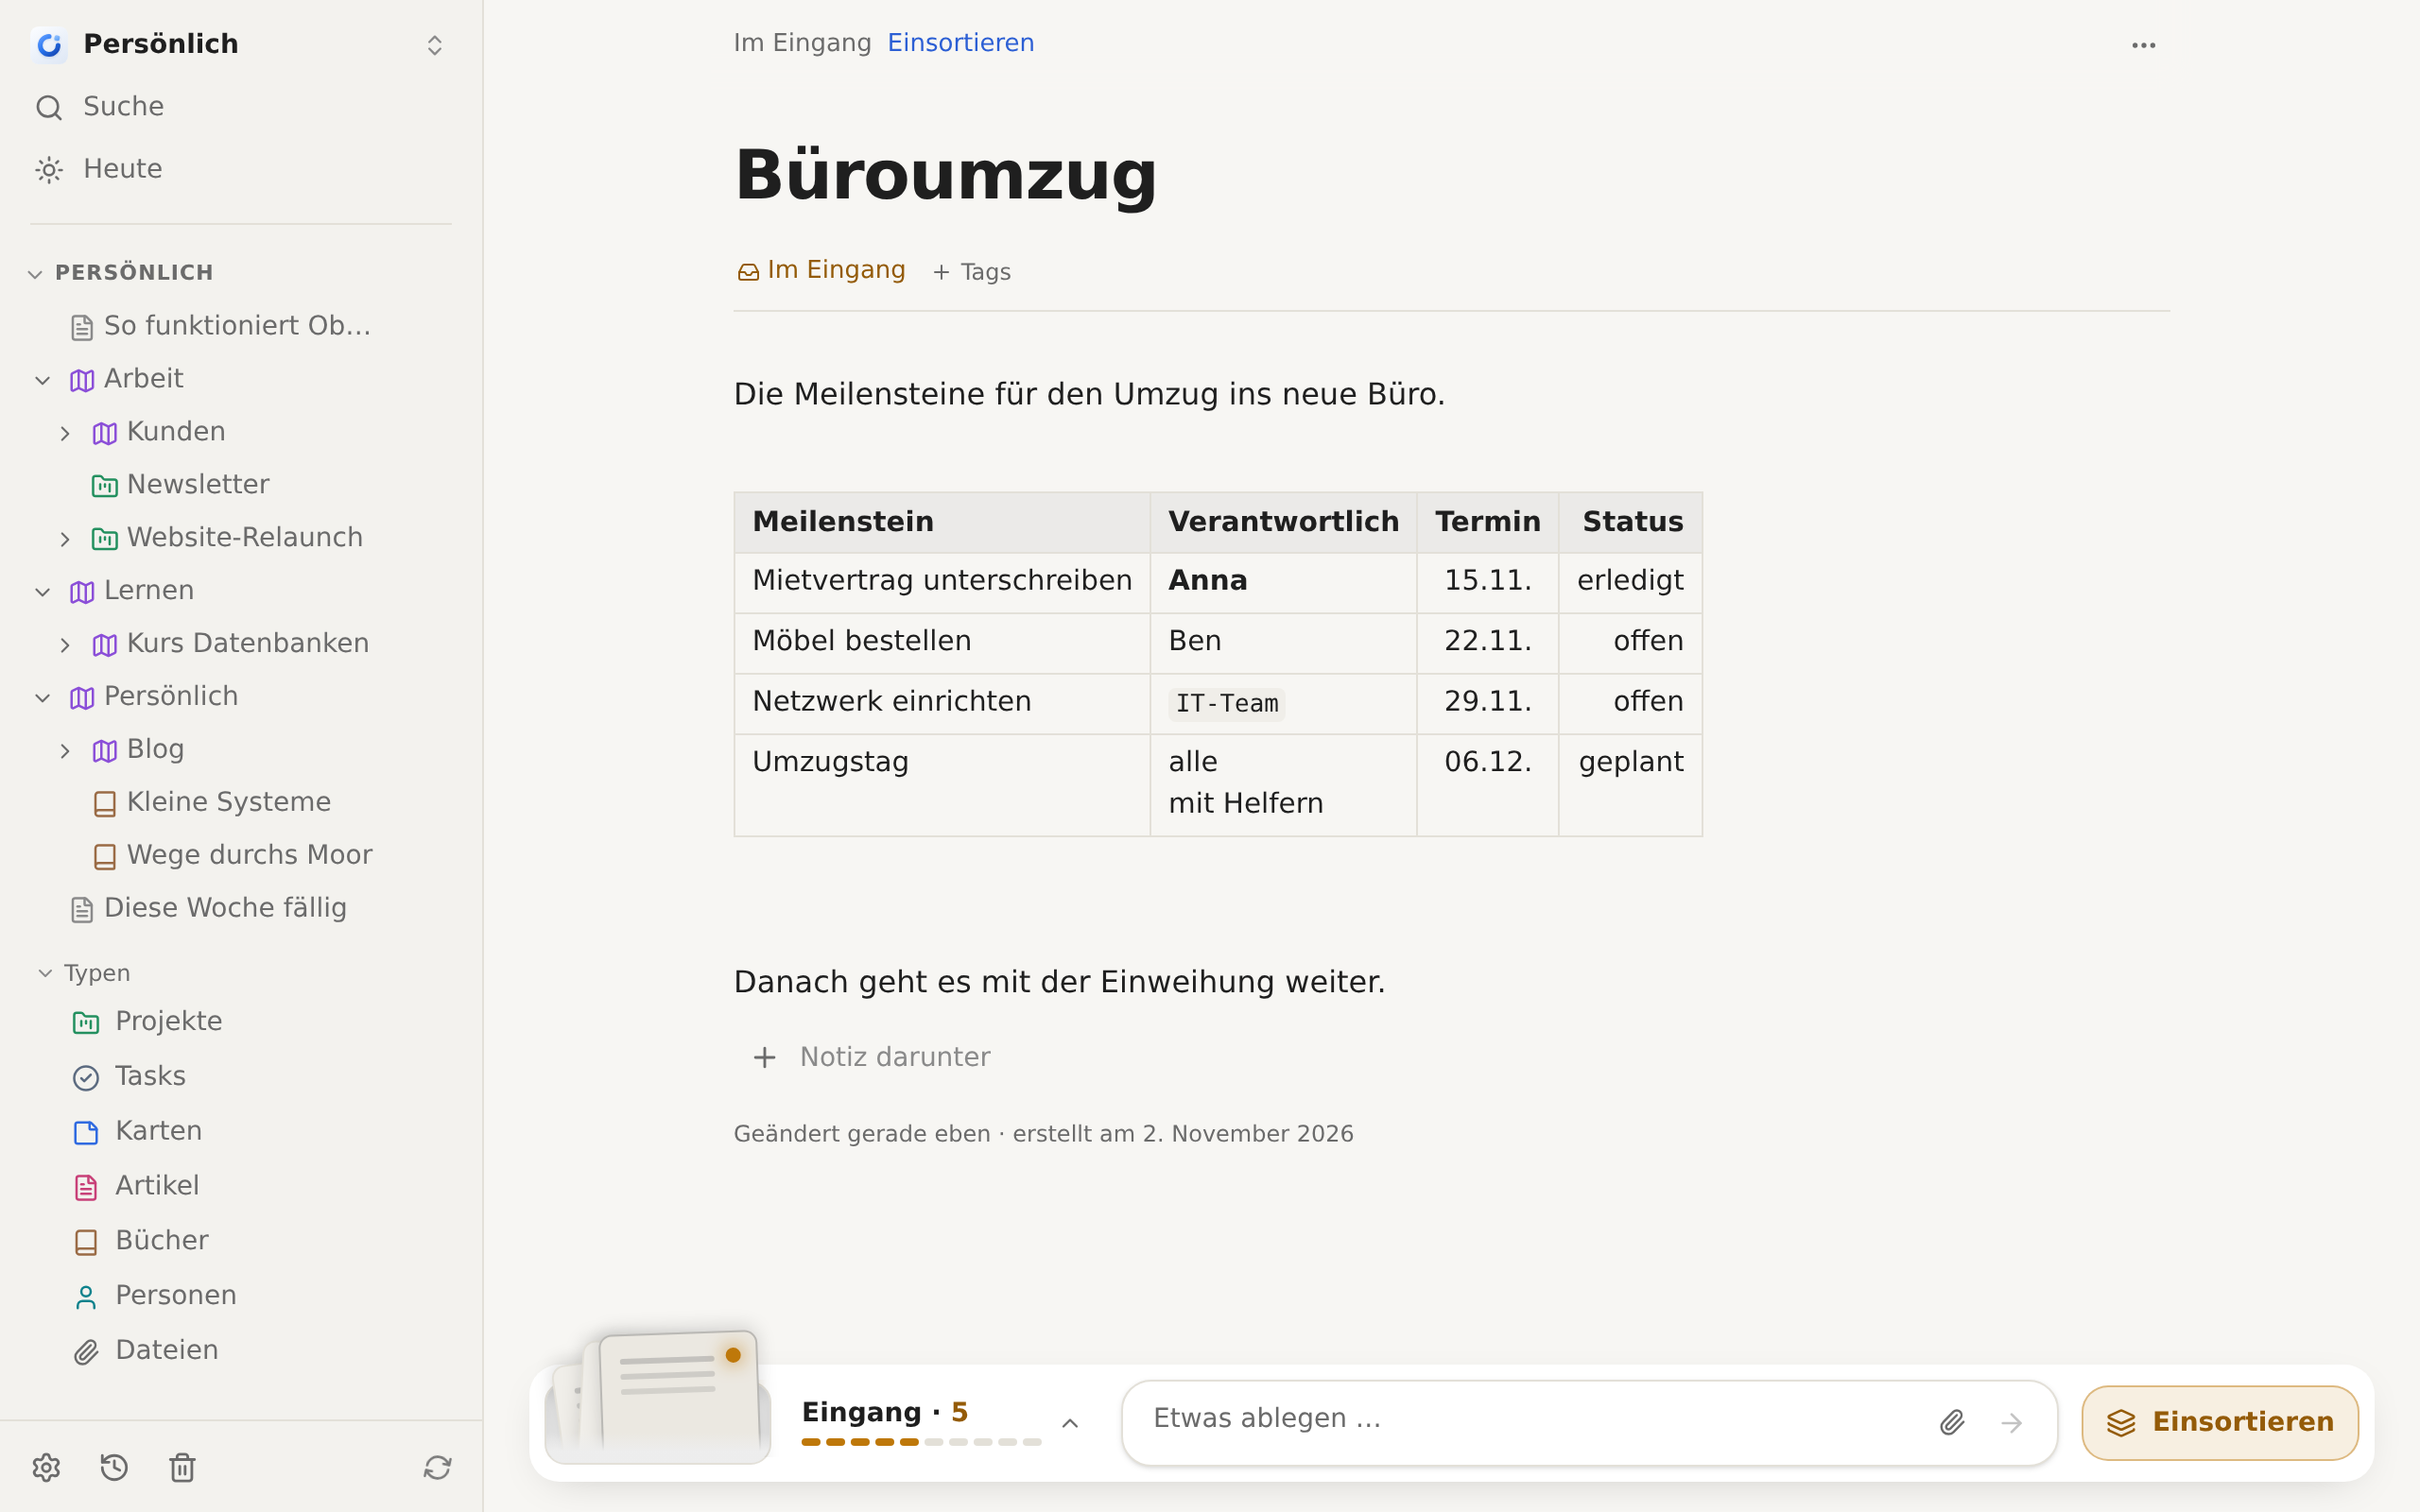 Persönlich
Suche
Heute
PERSÖNLICH
So funktioniert Ob…
Arbeit
Kunden
Newsletter
Website-Relaunch
Lernen
Kurs Datenbanken
Persönlich
Blog
Kleine Systeme
Wege durchs Moor
Diese Woche fällig
Typen
Projekte
Tasks
Karten
Artikel
Bücher
Personen
Dateien
Im Eingang Einsortieren
Büroumzug
Im Eingang + Tags
Die Meilensteine für den Umzug ins neue Büro.
Meilenstein Verantwortlich Termin Status
Mietvertrag unterschreiben Anna 15.11. erledigt
Möbel bestellen Ben 22.11. offen
Netzwerk einrichten IT-Team 29.11. offen
Umzugstag alle 06.12. geplant
mit Helfern
Danach geht es mit der Einweihung weiter.
+ Notiz darunter
Geändert gerade eben · erstellt am 2. November 2026
Eingang · 5
Etwas ablegen …
Einsortieren